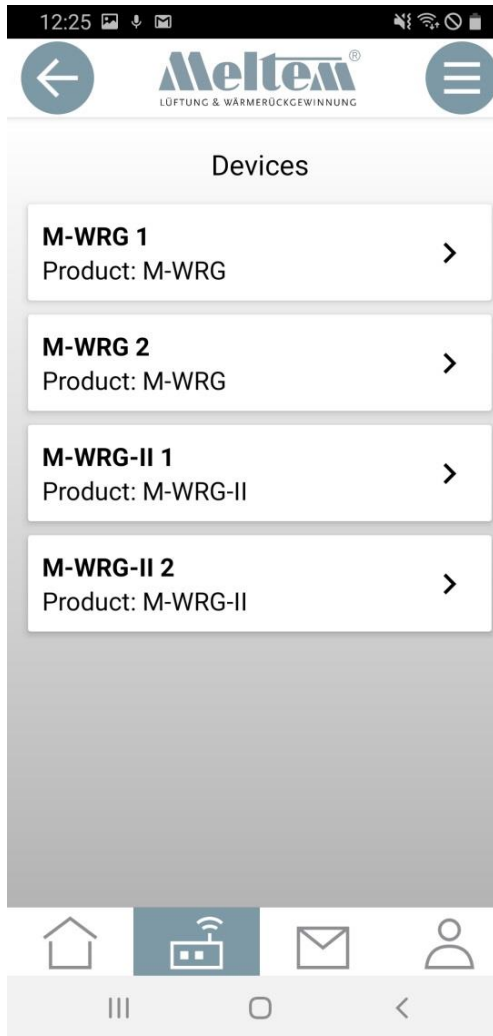 12:25
Meltem®
LÜFTUNG & WÄRMERÜCKGEWINNUNG
Devices
M-WRG 1
Product: M-WRG
M-WRG 2
Product: M-WRG
M-WRG-II 1
Product: M-WRG-II
M-WRG-II 2
Product: M-WRG-II